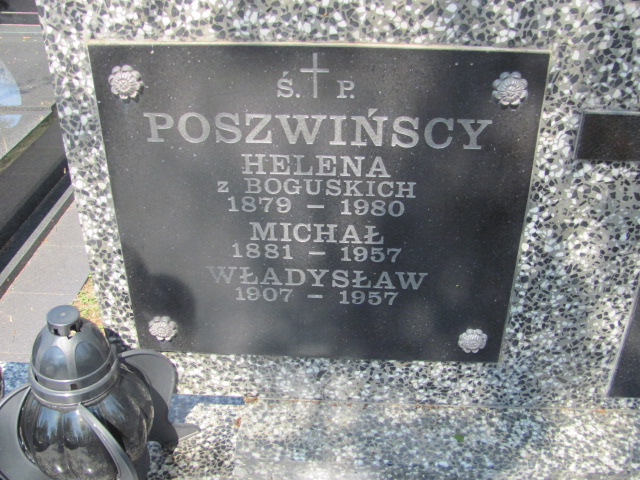 Ś. P.
POSZWIŃSCY
HELENA
z BOGUSKICH
1879 - 1980
MICHAŁ
1881 - 1957
WŁADYSŁAW
1907 - 1957